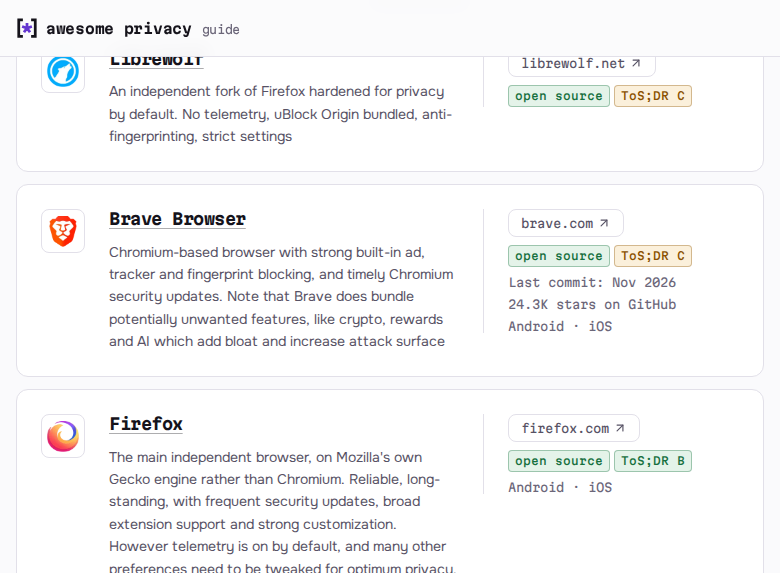 [*] awesome privacy guide
Librewolf
An independent fork of Firefox hardened for privacy
by default. No telemetry, uBlock Origin bundled, anti-
fingerprinting, strict settings
librewolf.net ↗
open source ToS;DR C
Brave Browser
Chromium-based browser with strong built-in ad,
tracker and fingerprint blocking, and timely Chromium
security updates. Note that Brave does bundle
potentially unwanted features, like crypto, rewards
and AI which add bloat and increase attack surface
brave.com ↗
open source ToS;DR C
Last commit: Nov 2026
24.3K stars on GitHub
Android · iOS
Firefox
The main independent browser, on Mozilla's own
Gecko engine rather than Chromium. Reliable, long-
standing, with frequent security updates, broad
extension support and strong customization.
However telemetry is on by default, and many other
preferences need to be tweaked for optimum privacy.
firefox.com ↗
open source ToS;DR B
Android · iOS